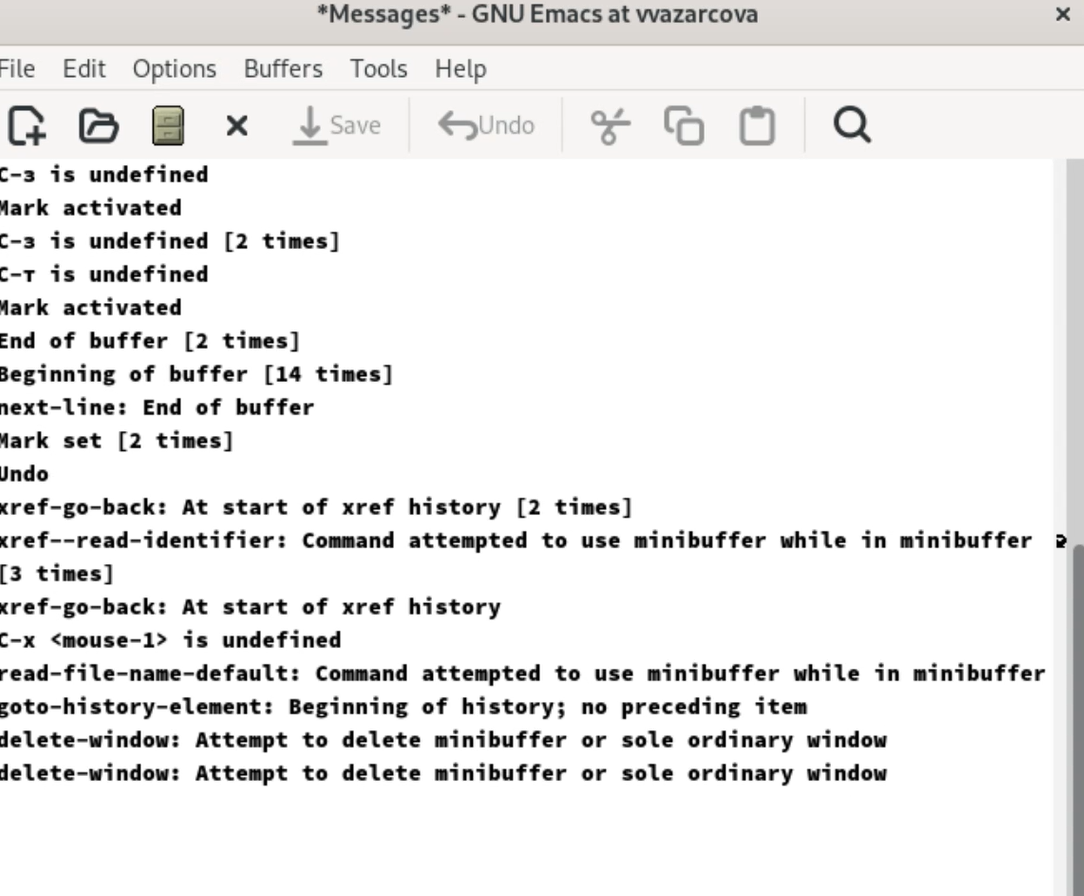 *Messages* - GNU Emacs at vvazarcova
File Edit Options Buffers Tools Help
Save Undo
C-з is undefined
Mark activated
C-з is undefined [2 times]
C-т is undefined
Mark activated
End of buffer [2 times]
Beginning of buffer [14 times]
next-line: End of buffer
Mark set [2 times]
Undo
xref-go-back: At start of xref history [2 times]
xref--read-identifier: Command attempted to use minibuffer while in minibuffer
[3 times]
xref-go-back: At start of xref history
C-x <mouse-1> is undefined
read-file-name-default: Command attempted to use minibuffer while in minibuffer
goto-history-element: Beginning of history; no preceding item
delete-window: Attempt to delete minibuffer or sole ordinary window
delete-window: Attempt to delete minibuffer or sole ordinary window